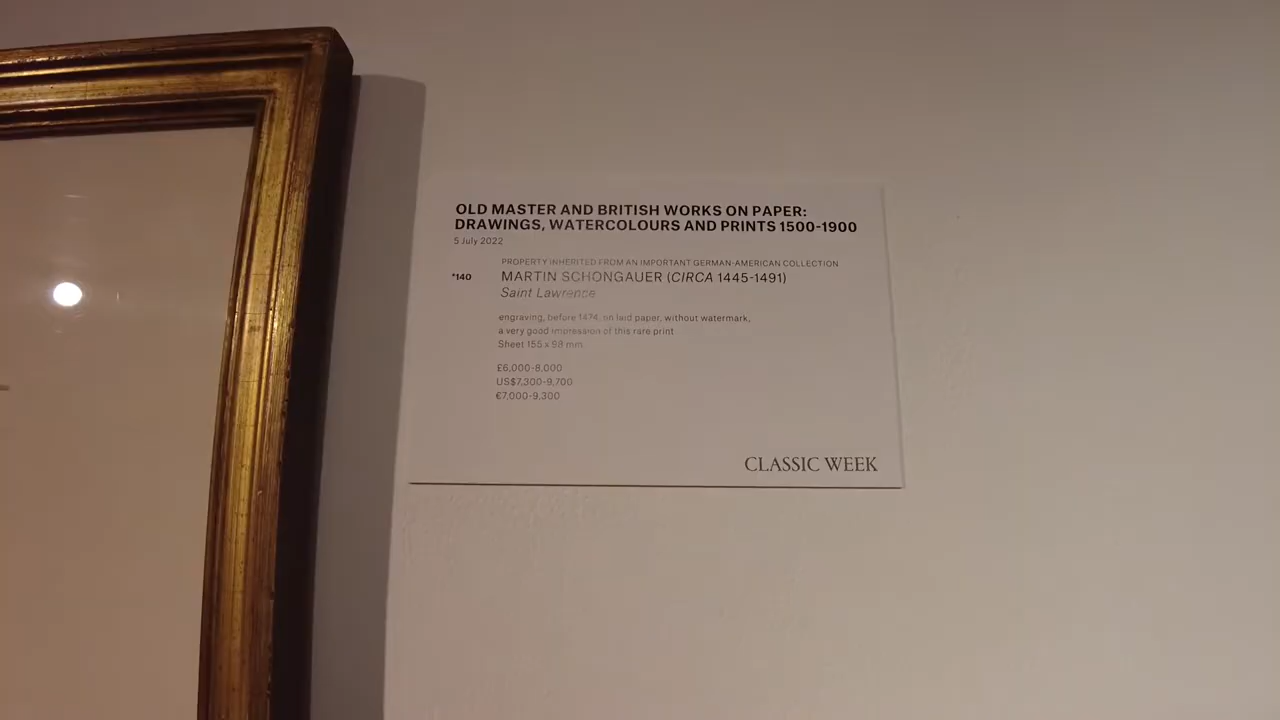 OLD MASTER AND BRITISH WORKS ON PAPER:
DRAWINGS, WATERCOLOURS AND PRINTS 1500-1900
5 July 2022
PROPERTY INHERITED FROM AN IMPORTANT GERMAN-AMERICAN COLLECTION
*140 MARTIN SCHONGAUER (CIRCA 1445-1491)
Saint Lawrence
engraving, before 1474, on laid paper, without watermark,
a very good impression of this rare print
Sheet 155 x 98 mm.
£6,000-8,000
US$7,300-9,700
€7,000-9,300
CLASSIC WEEK